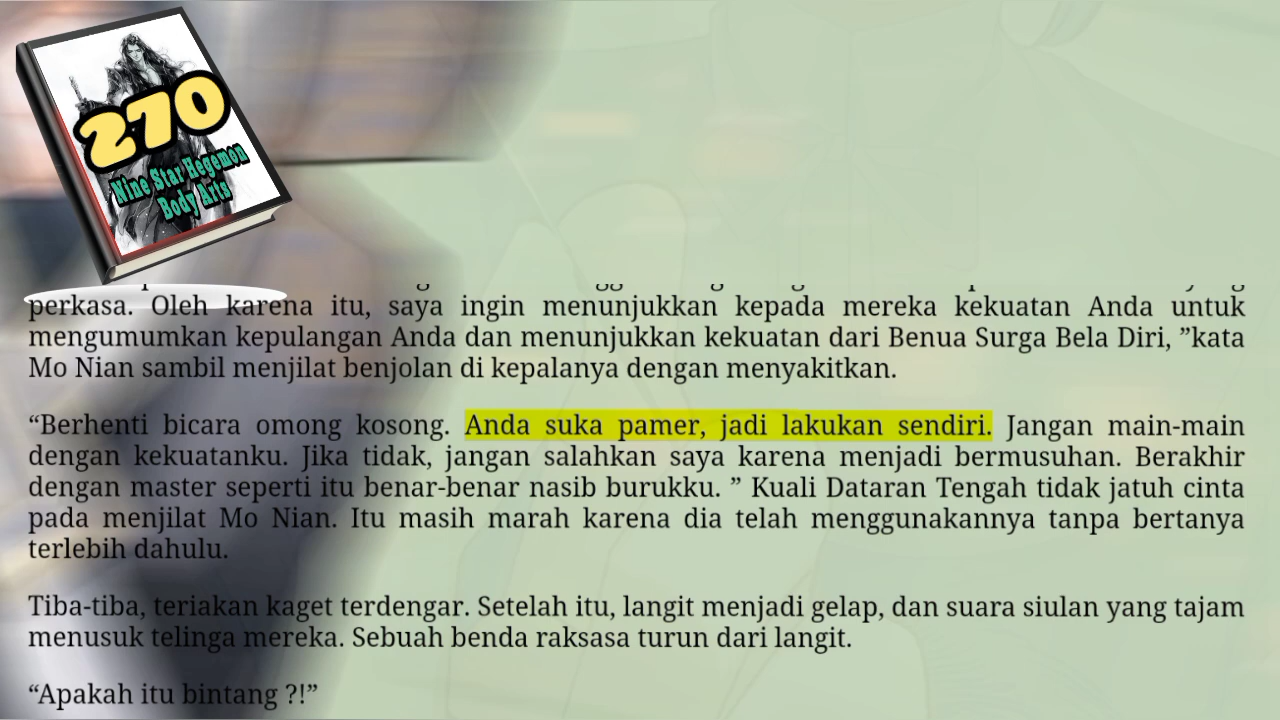 270
Nine Star Hegemon
Body Arts
perkasa. Oleh karena itu, saya ingin menunjukkan kepada mereka kekuatan Anda untuk
mengumumkan kepulangan Anda dan menunjukkan kekuatan dari Benua Surga Bela Diri, ”kata
Mo Nian sambil menjilat benjolan di kepalanya dengan menyakitkan.
“Berhenti bicara omong kosong. Anda suka pamer, jadi lakukan sendiri. Jangan main-main
dengan kekuatanku. Jika tidak, jangan salahkan saya karena menjadi bermusuhan. Berakhir
dengan master seperti itu benar-benar nasib burukku. ” Kuali Dataran Tengah tidak jatuh cinta
pada menjilat Mo Nian. Itu masih marah karena dia telah menggunakannya tanpa bertanya
terlebih dahulu.
Tiba-tiba, teriakan kaget terdengar. Setelah itu, langit menjadi gelap, dan suara siulan yang tajam
menusuk telinga mereka. Sebuah benda raksasa turun dari langit.
“Apakah itu bintang ?!”